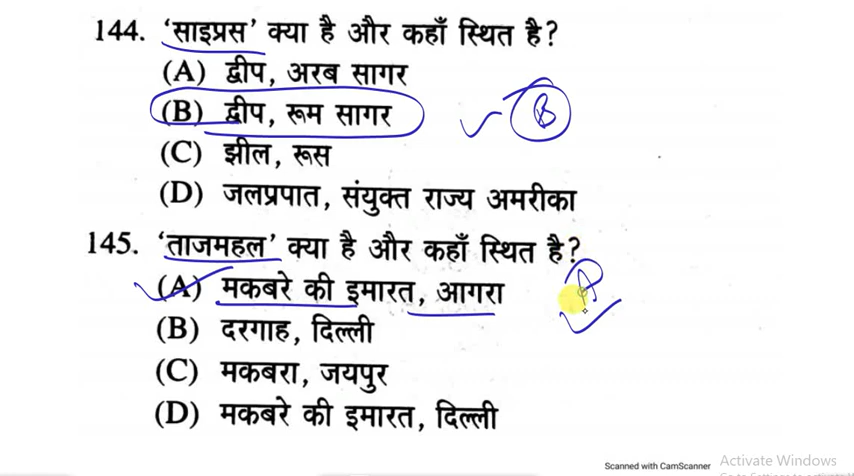 144. ‘साइप्रस’ क्या है और कहाँ स्थित है?
(A) द्वीप, अरब सागर
(B) द्वीप, रूम सागर
B
(C) झील, रूस
(D) जलप्रपात, संयुक्त राज्य अमरीका
145. ‘ताजमहल’ क्या है और कहाँ स्थित है?
(A) मकबरे की इमारत, आगरा
A
(B) दरगाह, दिल्ली
(C) मकबरा, जयपुर
(D) मकबरे की इमारत, दिल्ली
Scanned with CamScanner
Activate Windows